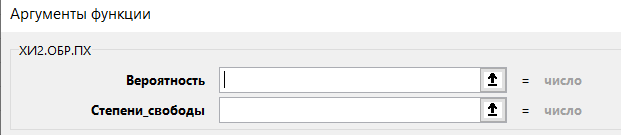 Аргументы функции
ХИ2.ОБР.ПХ
Вероятность = число
Степени_свободы = число